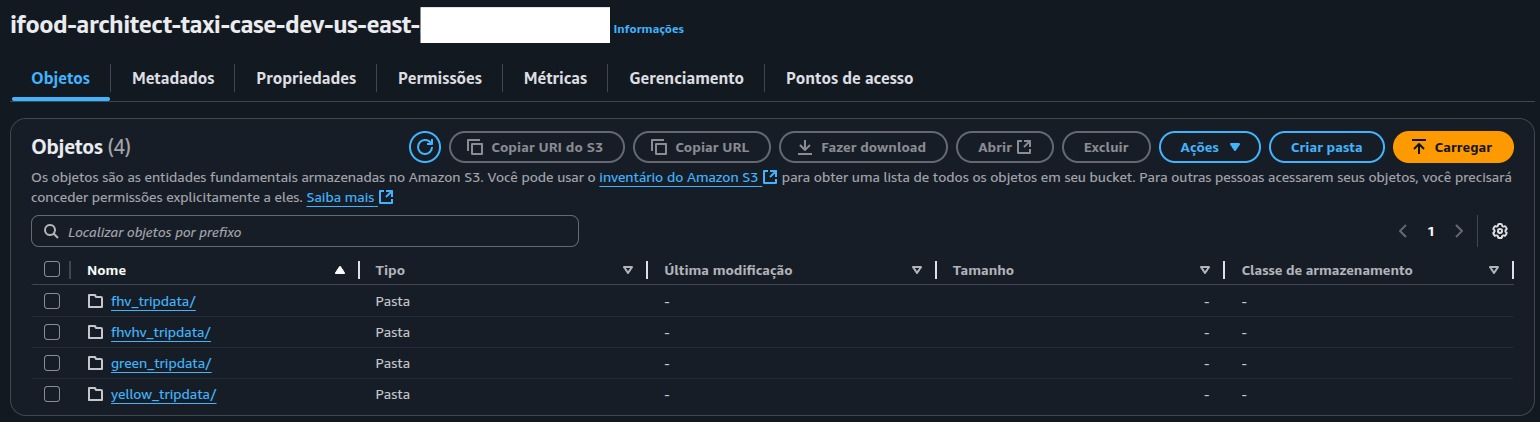 ifood-architect-taxi-case-dev-us-east- Informações
Objetos Metadados Propriedades Permissões Métricas Gerenciamento Pontos de acesso
Objetos (4) Copiar URI do S3 Copiar URL Fazer download Abrir Excluir Ações Criar pasta Carregar
Os objetos são as entidades fundamentais armazenadas no Amazon S3. Você pode usar o Inventário do Amazon S3 para obter uma lista de todos os objetos em seu bucket. Para outras pessoas acessarem seus objetos, você precisará
conceder permissões explicitamente a eles. Saiba mais
Localizar objetos por prefixo 1
Nome Tipo Última modificação Tamanho Classe de armazenamento
fhv_tripdata/ Pasta - - -
fhvhv_tripdata/ Pasta - - -
green_tripdata/ Pasta - - -
yellow_tripdata/ Pasta - - -